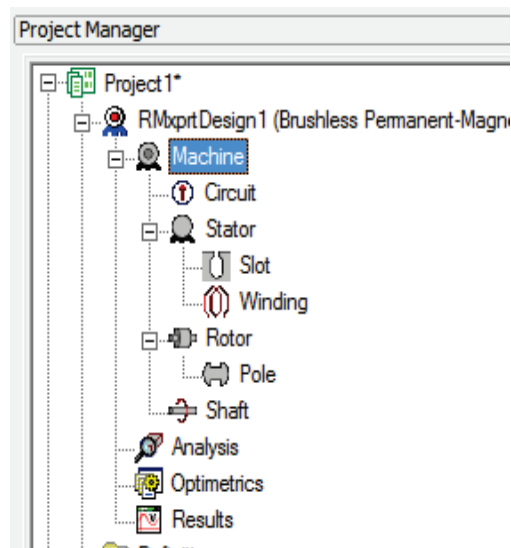 Project Manager
Project1*
RMxprtDesign1 (Brushless Permanent-Magne
Machine
Circuit
Stator
Slot
Winding
Rotor
Pole
Shaft
Analysis
Optimetrics
Results